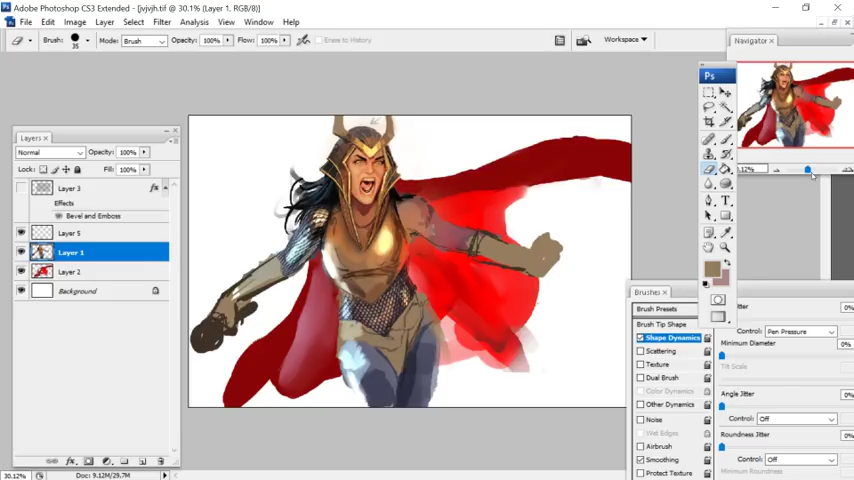 Adobe Photoshop CS3 Extended - [jvjvjh.tif @ 30.1% (Layer 1, RGB/8)]
File Edit Image Layer Select Filter Analysis View Window Help
Brush: 35 Mode: Brush Opacity: 100% Flow: 100% Erase to History Workspace
Navigator
Ps
Layers
Normal Opacity: 100%
Lock: Fill: 100%
Layer 3 fx
Effects
Bevel and Emboss
Layer 5
Layer 1
Layer 2
Background
T
Brushes
Brush Presets
Brush Tip Shape
Shape Dynamics
Scattering
Texture
Dual Brush
Color Dynamics
Other Dynamics
Noise
Wet Edges
Airbrush
Smoothing
Protect Texture
0%
Control: Pen Pressure
Minimum Diameter 0%
Tilt Scale
Angle Jitter 0%
Control: Off
Roundness Jitter 0%
Control: Off
Minimum Roundness
30.12% Doc: 9.12M/29.7M